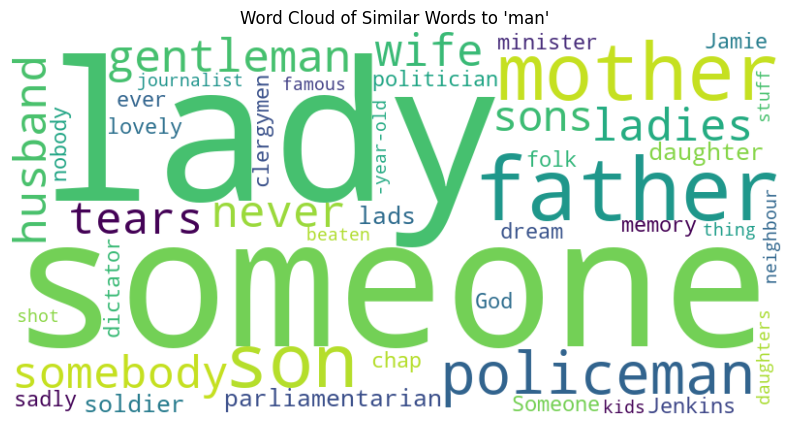 Word Cloud of Similar Words to 'man'
gentleman
wife
minister
Jamie
husband
nobody
journalist
famous
politician
mother
stuff
ever
lovely
clergymen
-year-old
sons
ladies
lady
daughter
folk
father
tears
never
lads
beaten
dream
memory
thing
neighbour
someone
dictator
God
shot
somebody
son
chap
policeman
daughters
sadly
soldier
parliamentarian
Someone
kids
Jenkins